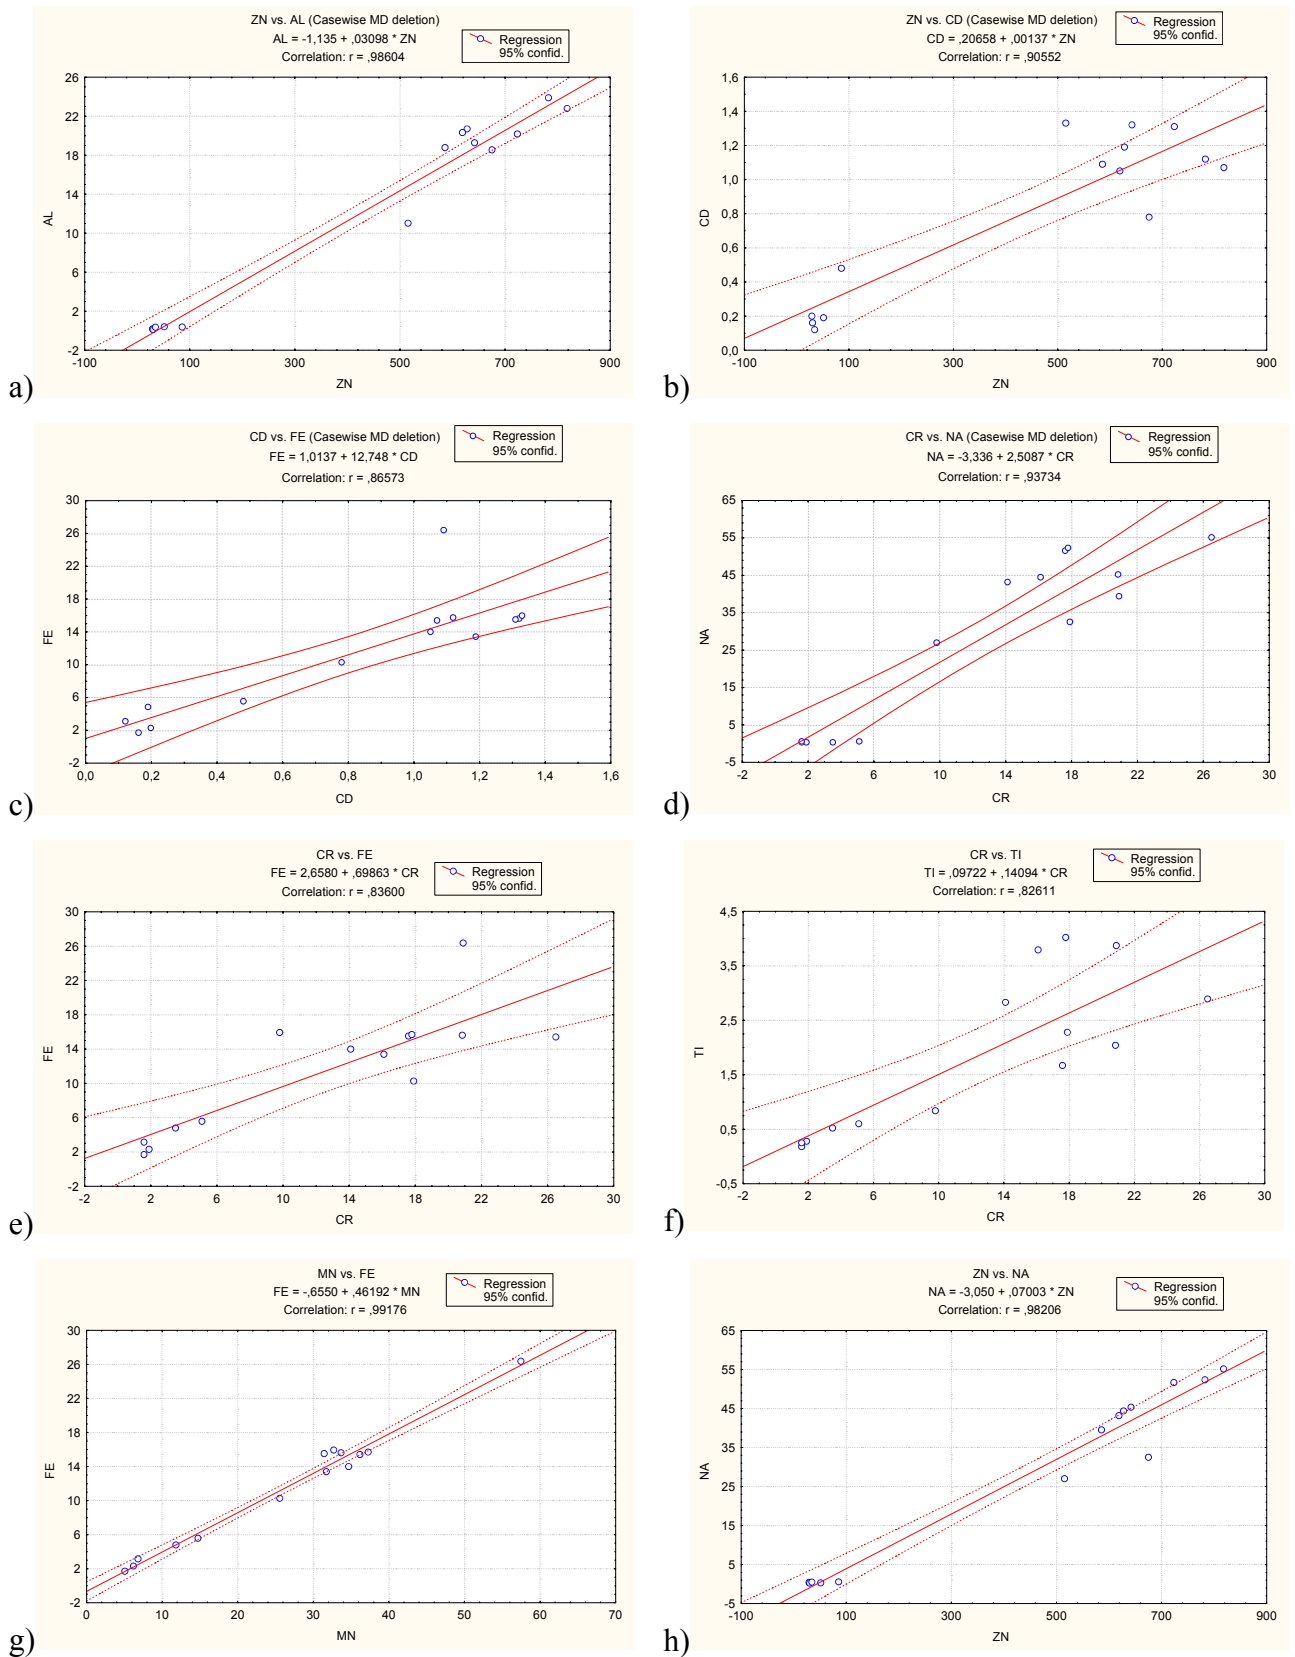 ZN vs. AL (Casewise MD deletion)
AL = -1,135 + ,03098 * ZN
Correlation: r = ,98604
Regression
95% confid.
26
22
18
14
10
6
2
-2
AL
-100
100
300
500
700
900
ZN
a)
ZN vs. CD (Casewise MD deletion)
CD = ,20658 + ,00137 * ZN
Correlation: r = ,90552
Regression
95% confid.
1,6
1,4
1,2
1,0
0,8
0,6
0,4
0,2
0,0
CD
-100
100
300
500
700
900
ZN
b)
CD vs. FE (Casewise MD deletion)
FE = 1,0137 + 12,748 * CD
Correlation: r = ,86573
Regression
95% confid.
30
26
22
18
14
10
6
2
-2
FE
0,0
0,2
0,4
0,6
0,8
1,0
1,2
1,4
1,6
CD
c)
CR vs. NA (Casewise MD deletion)
NA = -3,336 + 2,5087 * CR
Correlation: r = ,93734
Regression
95% confid.
65
55
45
35
25
15
5
-5
NA
-2
2
6
10
14
18
22
26
30
CR
d)
CR vs. FE
FE = 2,6580 + ,69863 * CR
Correlation: r = ,83600
Regression
95% confid.
30
26
22
18
14
10
6
2
-2
FE
-2
2
6
10
14
18
22
26
30
CR
e)
CR vs. TI
TI = ,09722 + ,14094 * CR
Correlation: r = ,82611
Regression
95% confid.
4,5
3,5
2,5
1,5
0,5
-0,5
TI
-2
2
6
10
14
18
22
26
30
CR
f)
MN vs. FE
FE = -,6550 + ,46192 * MN
Correlation: r = ,99176
Regression
95% confid.
30
26
22
18
14
10
6
2
-2
FE
0
10
20
30
40
50
60
70
MN
g)
ZN vs. NA
NA = -3,050 + ,07003 * ZN
Correlation: r = ,98206
Regression
95% confid.
65
55
45
35
25
15
5
-5
NA
-100
100
300
500
700
900
ZN
h)